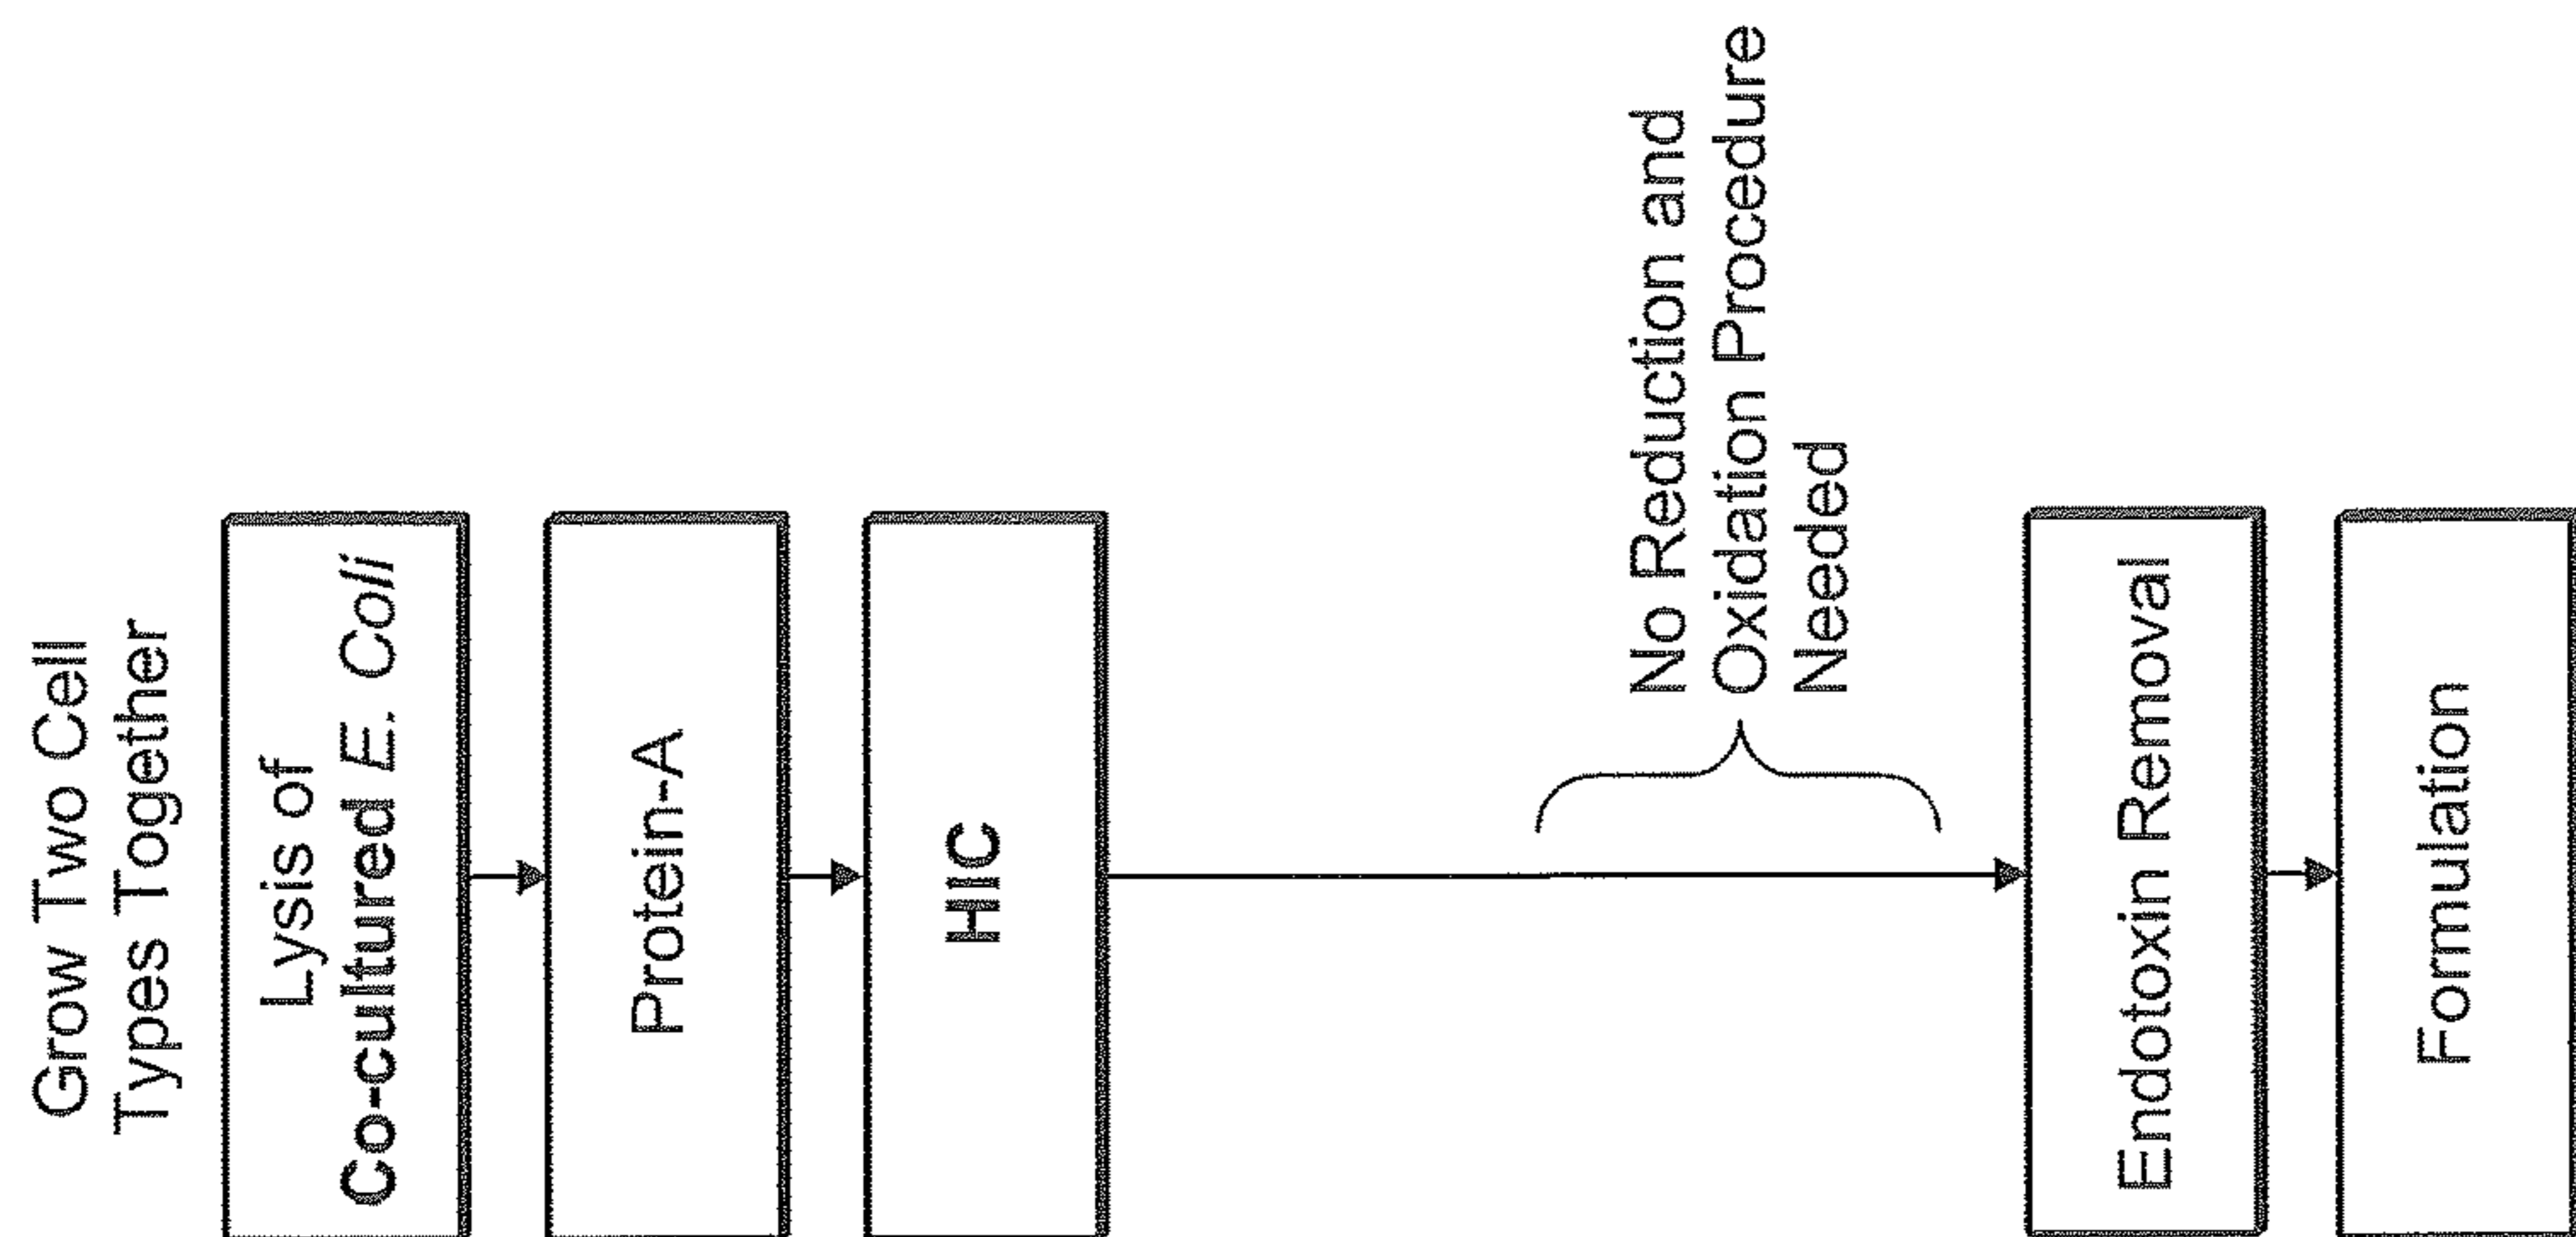 Grow Two Cell
Types Together
Lysis of
Co-cultured E. Coli
Protein-A
HIC
No Reduction and
Oxidation Procedure
Needed
Endotoxin Removal
Formulation